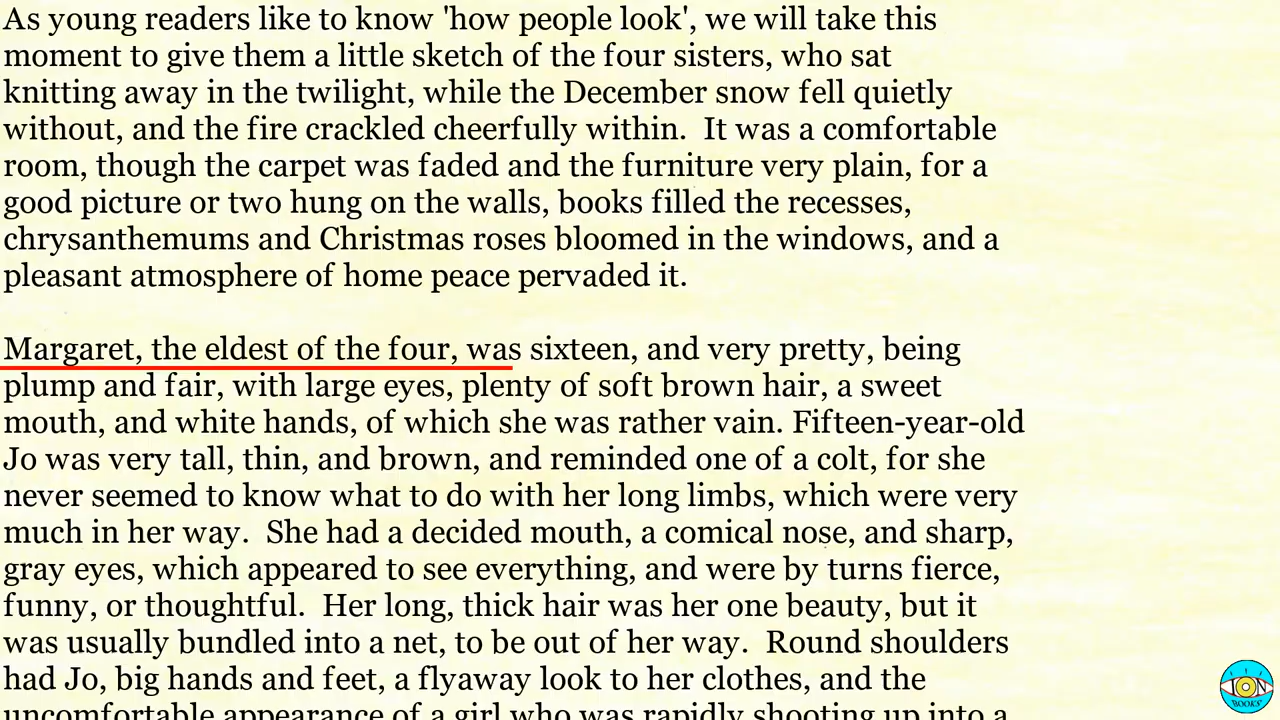 As young readers like to know 'how people look', we will take this
moment to give them a little sketch of the four sisters, who sat
knitting away in the twilight, while the December snow fell quietly
without, and the fire crackled cheerfully within.  It was a comfortable
room, though the carpet was faded and the furniture very plain, for a
good picture or two hung on the walls, books filled the recesses,
chrysanthemums and Christmas roses bloomed in the windows, and a
pleasant atmosphere of home peace pervaded it.
Margaret, the eldest of the four, was sixteen, and very pretty, being
plump and fair, with large eyes, plenty of soft brown hair, a sweet
mouth, and white hands, of which she was rather vain. Fifteen-year-old
Jo was very tall, thin, and brown, and reminded one of a colt, for she
never seemed to know what to do with her long limbs, which were very
much in her way.  She had a decided mouth, a comical nose, and sharp,
gray eyes, which appeared to see everything, and were by turns fierce,
funny, or thoughtful.  Her long, thick hair was her one beauty, but it
was usually bundled into a net, to be out of her way.  Round shoulders
had Jo, big hands and feet, a flyaway look to her clothes, and the
uncomfortable appearance of a girl who was rapidly shooting up into a
ION
BOOKS